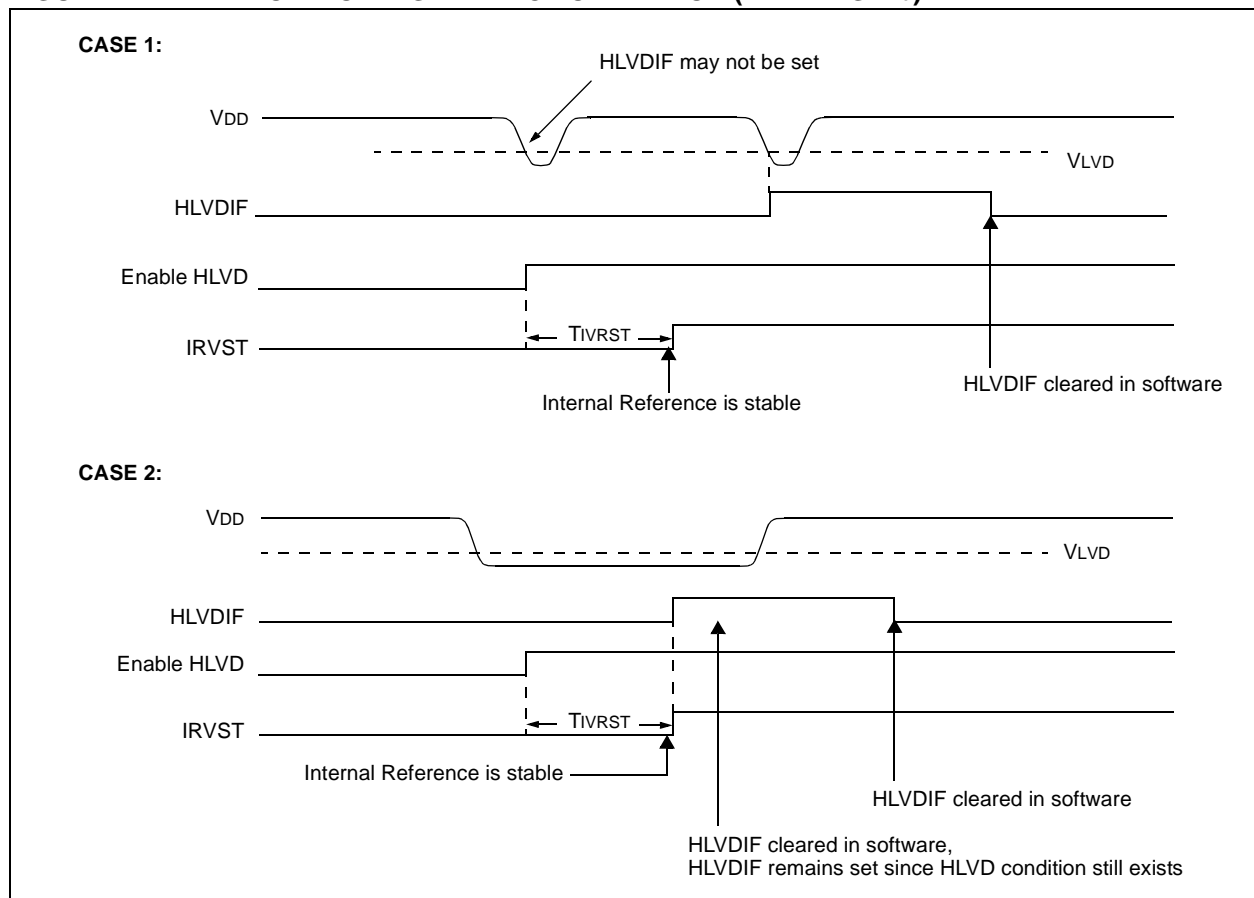 CASE 1:
HLVDIF may not be set
VDD
VLVD
HLVDIF
Enable HLVD
TIVRST
IRVST
HLVDIF cleared in software
Internal Reference is stable
CASE 2:
VDD
VLVD
HLVDIF
Enable HLVD
TIVRST
IRVST
Internal Reference is stable
HLVDIF cleared in software
HLVDIF cleared in software,
HLVDIF remains set since HLVD condition still exists